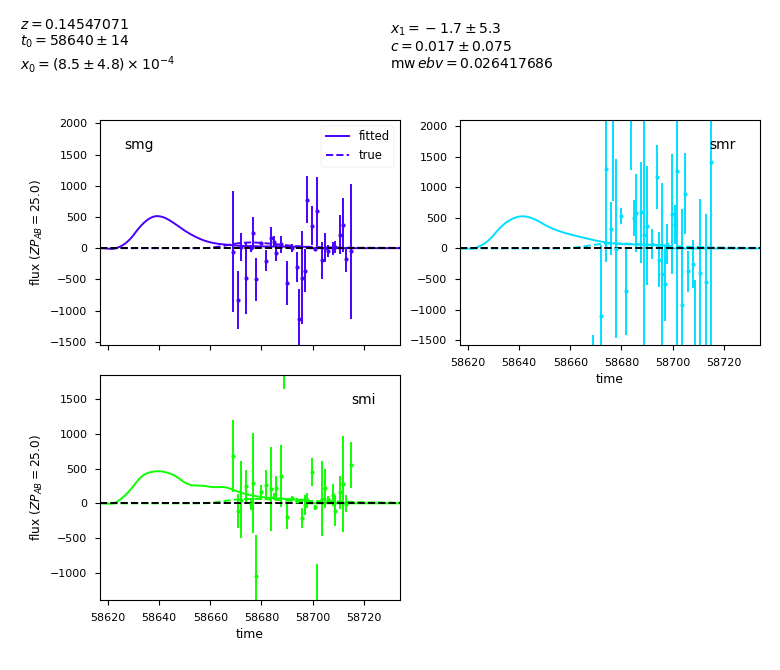 z = 0.14547071
t₀ = 58640 ± 14
x₀ = (8.5 ± 4.8) × 10⁻⁴
x₁ = −1.7 ± 5.3
c = 0.017 ± 0.075
mw ebv = 0.026417686
smg
fitted
true
2000
1500
1000
500
0
−500
−1000
−1500
flux (ZP_AB = 25.0)
smr
2000
1500
1000
500
0
−500
−1000
−1500
58620 58640 58660 58680 58700 58720
time
smi
1500
1000
500
0
−500
−1000
flux (ZP_AB = 25.0)
58620 58640 58660 58680 58700 58720
time